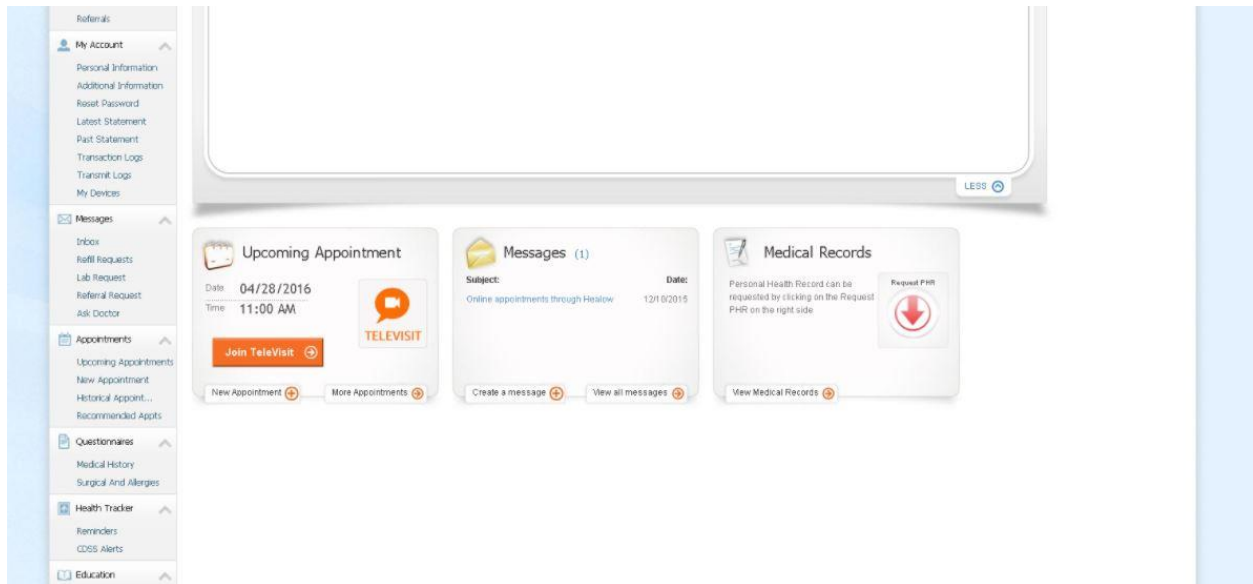 Referrals
My Account
Personal Information
Additional Information
Reset Password
Latest Statement
Past Statement
Transaction Logs
Transmit Logs
My Devices
Messages
Inbox
Refill Requests
Lab Request
Referral Request
Ask Doctor
Appointments
Upcoming Appointments
New Appointment
Historical Appoint...
Recommended Appts
Questionnaires
Medical History
Surgical And Allergies
Health Tracker
Reminders
CDSS Alerts
Education
LESS
Upcoming Appointment
Date 04/28/2016
Time 11:00 AM
TELEVISIT
Join TeleVisit
New Appointment
More Appointments
Messages (1)
Subject: Date:
Online appointments through Healow 12/18/2015
Create a message
View all messages
Medical Records
Personal Health Record can be
requested by clicking on the Request
PHR on the right side
Request PHR
View Medical Records